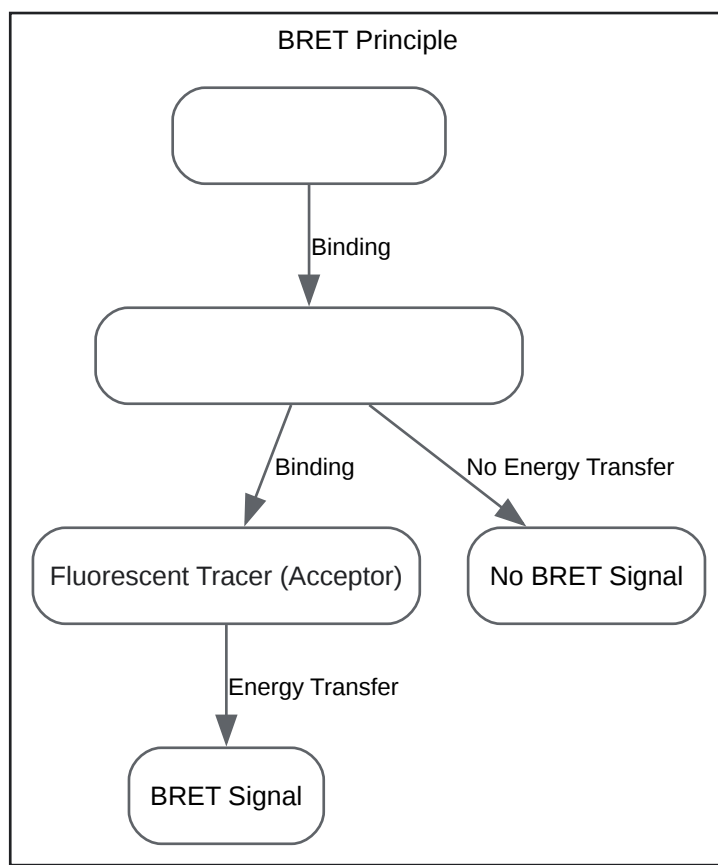 BRET Principle
Binding
Binding
No Energy Transfer
Fluorescent Tracer (Acceptor)
No BRET Signal
Energy Transfer
BRET Signal